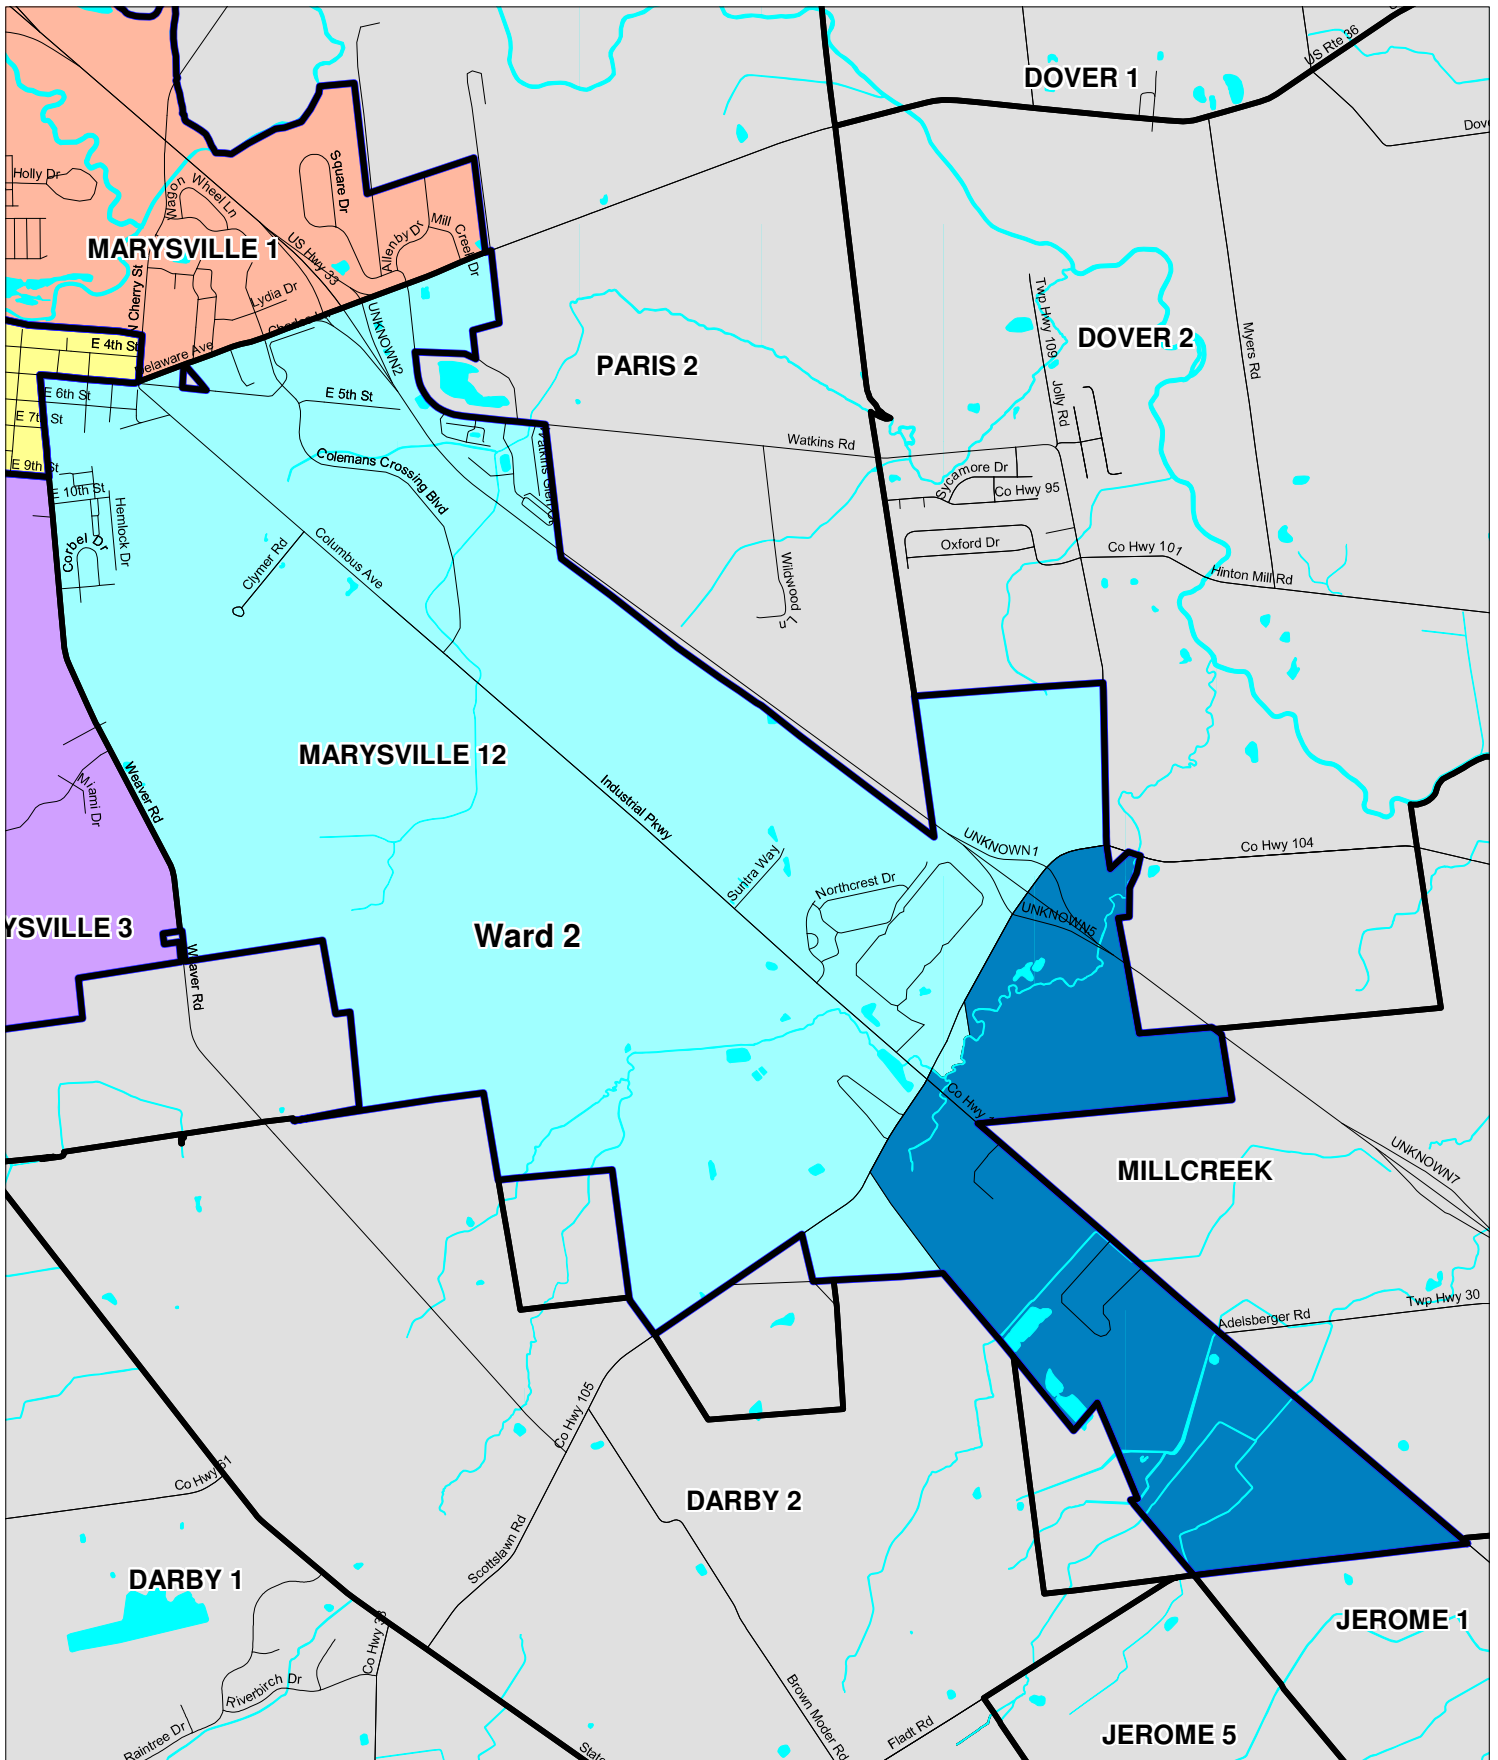 US Rte 36
DOVER 1
Holly Dr
Square Dr
Wagon
Wheel Ln
Mill
Creek Dr
Allenby Dr
MARYSVILLE 1
US Hwy 33
N Cherry St
Lydia Dr
UNKNOWN2
E 4th St
Twp Hwy 109
DOVER 2
Myers Rd
PARIS 2
E 6th St
E 5th St
Jolly Rd
E 7th St
Watkins Rd
E 9th St
Colemans Crossing Blvd
Sycamore Dr
E 10th St
Co Hwy 95
Hemlock Dr
Corbel Dr
Clymer Rd
Columbus Ave
Oxford Dr
Co Hwy 101
Hinton Mill Rd
Wildwood Ln
MARYSVILLE 12
Miami Dr
Weaver Rd
Industrial Pkwy
UNKNOWN1
Co Hwy 104
Suntra Way
Northcrest Dr
YSVILLE 3
Ward 2
UNKNOWN5
Weaver Rd
Co Hwy
MILLCREEK
UNKNOWN7
Twp Hwy 30
Adelsberger Rd
Co Hwy 105
Co Hwy 61
DARBY 2
Scottslawn Rd
DARBY 1
JEROME 1
Co Hwy
Riverbirch Dr
Raintree Dr
Brown Moder Rd
Fladt Rd
JEROME 5